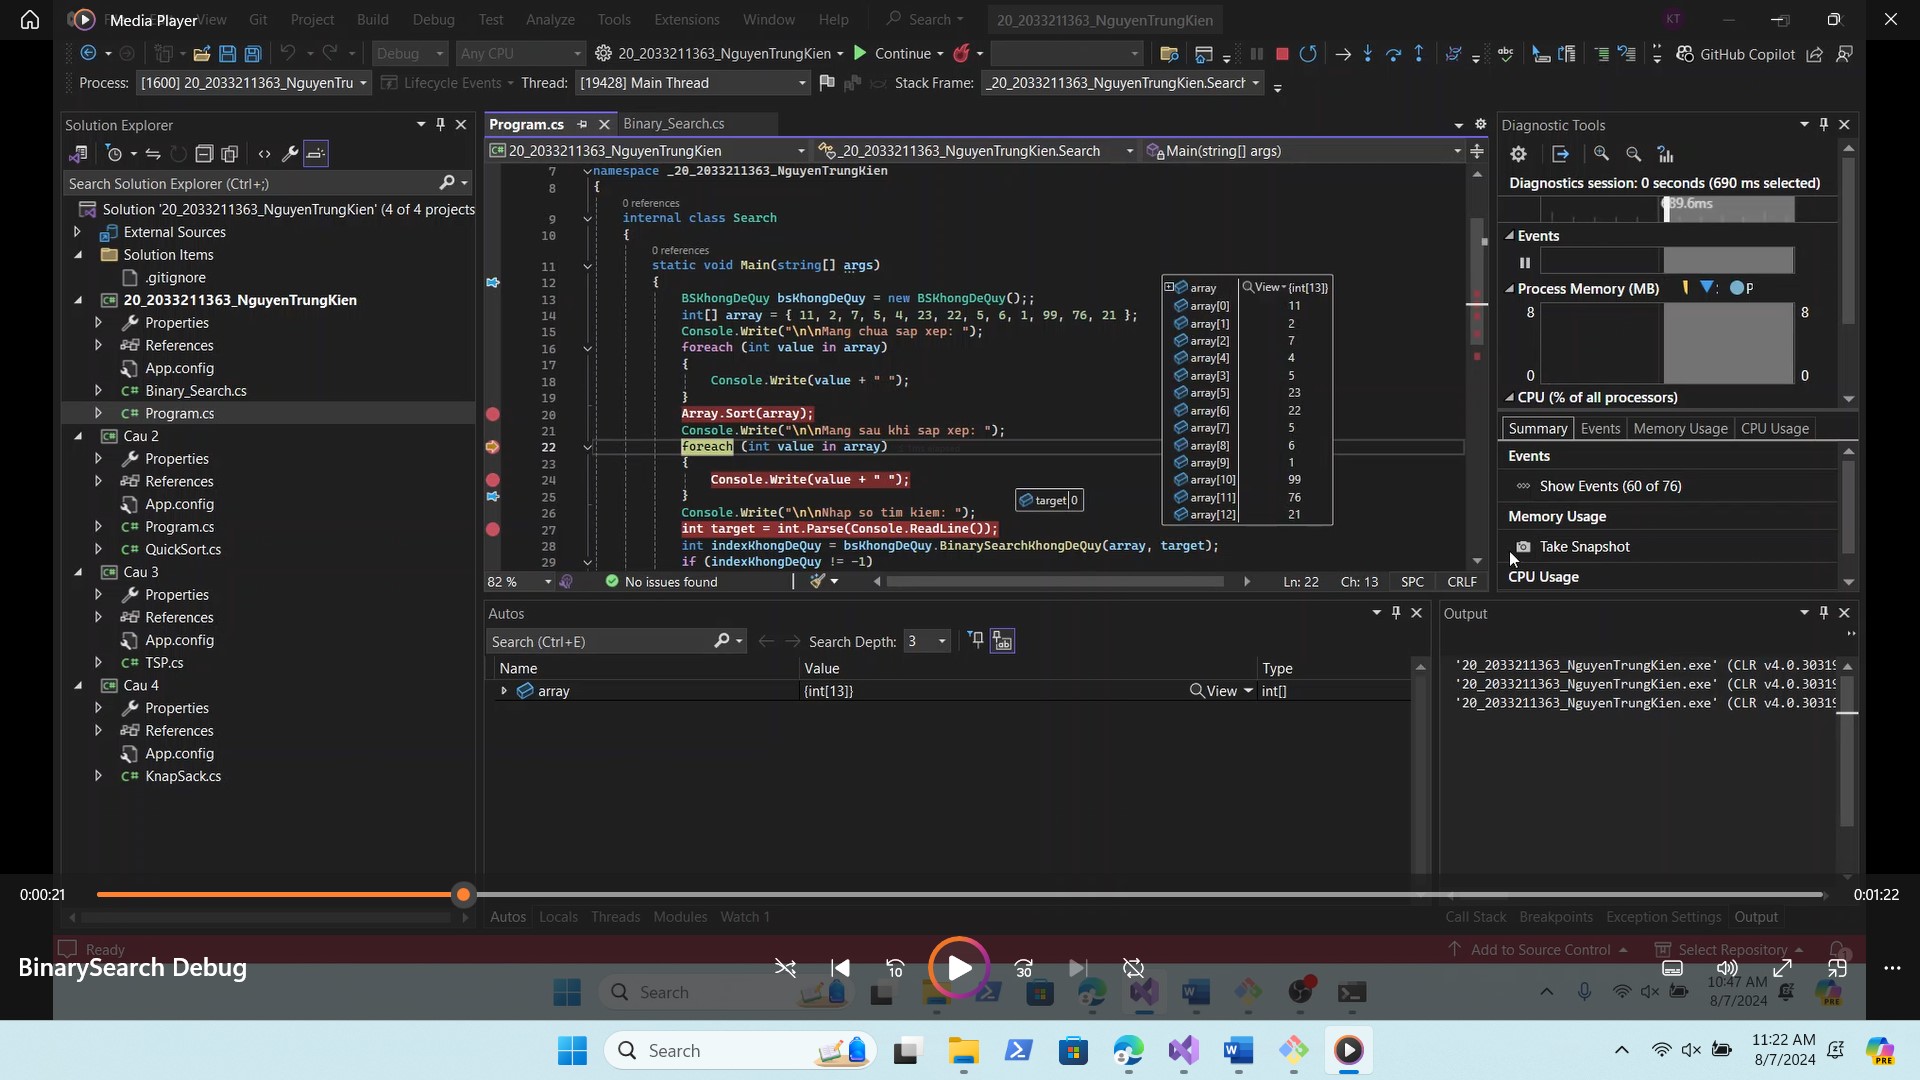 Media Player
View Git Project Build Debug Test Analyze Tools Extensions Window Help Search 20_2033211363_NguyenTrungKien KT
Debug Any CPU 20_2033211363_NguyenTrungKien Continue GitHub Copilot
Process: [1600] 20_2033211363_NguyenTru Lifecycle Events Thread: [19428] Main Thread Stack Frame: _20_2033211363_NguyenTrungKien.Search
Solution Explorer
Search Solution Explorer (Ctrl+;)
Solution '20_2033211363_NguyenTrungKien' (4 of 4 projects
External Sources
Solution Items
.gitignore
20_2033211363_NguyenTrungKien
Properties
References
App.config
C# Binary_Search.cs
C# Program.cs
Cau 2
Properties
References
App.config
C# Program.cs
C# QuickSort.cs
Cau 3
Properties
References
App.config
C# TSP.cs
Cau 4
Properties
References
App.config
C# KnapSack.cs
Program.cs Binary_Search.cs
20_2033211363_NguyenTrungKien _20_2033211363_NguyenTrungKien.Search Main(string[] args)
7 namespace _20_2033211363_NguyenTrungKien
8 {
0 references
9 internal class Search
10 {
0 references
11 static void Main(string[] args)
12 {
13 BSKhongDeQuy bsKhongDeQuy = new BSKhongDeQuy();;
14 int[] array = { 11, 2, 7, 5, 4, 23, 22, 5, 6, 1, 99, 76, 21 };
15 Console.Write("\n\nMang chua sap xep: ");
16 foreach (int value in array)
17 {
18 Console.Write(value + " ");
19 }
20 Array.Sort(array);
21 Console.Write("\n\nMang sau khi sap xep: ");
22 foreach (int value in array)
23 {
24 Console.Write(value + " ");
25 }
26 Console.Write("\n\nNhap so tim kiem: ");
27 int target = int.Parse(Console.ReadLine());
28 int indexKhongDeQuy = bsKhongDeQuy.BinarySearchKhongDeQuy(array, target);
29 if (indexKhongDeQuy != -1)
array View {int[13]}
array[0] 11
array[1] 2
array[2] 7
array[4] 4
array[3] 5
array[5] 23
array[6] 22
array[7] 5
array[8] 6
array[9] 1
array[10] 99
array[11] 76
array[12] 21
target 0
82 % No issues found Ln: 22 Ch: 13 SPC CRLF
Diagnostic Tools
Diagnostics session: 0 seconds (690 ms selected)
689.6ms
Events
Process Memory (MB) P
8 8
0 0
CPU (% of all processors)
Summary Events Memory Usage CPU Usage
Events
Show Events (60 of 76)
Memory Usage
Take Snapshot
CPU Usage
Autos
Search (Ctrl+E) Search Depth: 3
Name Value Type
array {int[13]} View int[]
Output
'20_2033211363_NguyenTrungKien.exe' (CLR v4.0.30319
'20_2033211363_NguyenTrungKien.exe' (CLR v4.0.30319
'20_2033211363_NguyenTrungKien.exe' (CLR v4.0.30319
0:00:21 0:01:22
Autos Locals Threads Modules Watch 1 Call Stack Breakpoints Exception Settings Output
Ready Add to Source Control Select Repository
BinarySearch Debug 10 30
Search 10:47 AM
8/7/2024 PRE
Search 11:22 AM
8/7/2024 PRE